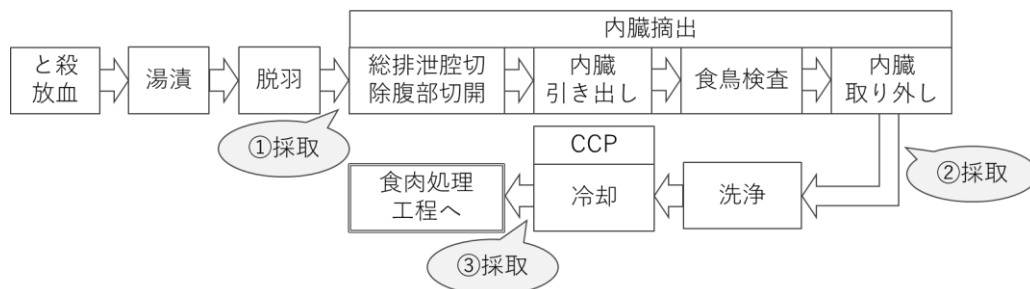 内臓摘出
と殺
放血
湯漬
脱羽
総排泄腔切
除腹部切開
内臓
引き出し
食鳥検査
内臓
取り外し
①採取
②採取
CCP
冷却
洗浄
食肉処理
工程へ
③採取